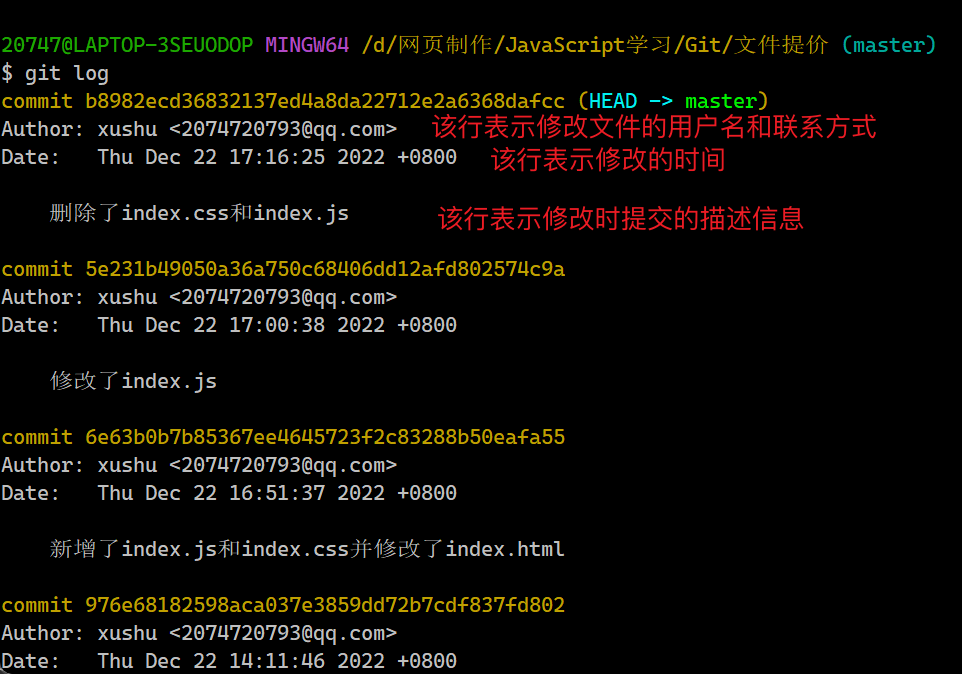 20747@LAPTOP-3SEUODOP MINGW64 /d/网页制作/JavaScript学习/Git/文件提价 (master)
$ git log
commit b8982ecd36832137ed4a8da22712e2a6368dafcc (HEAD -> master)
Author: xushu <2074720793@qq.com> 该行表示修改文件的用户名和联系方式
Date:   Thu Dec 22 17:16:25 2022 +0800 该行表示修改的时间
删除了index.css和index.js 该行表示修改时提交的描述信息
commit 5e231b49050a36a750c68406dd12afd802574c9a
Author: xushu <2074720793@qq.com>
Date:   Thu Dec 22 17:00:38 2022 +0800
修改了index.js
commit 6e63b0b7b85367ee4645723f2c83288b50eafa55
Author: xushu <2074720793@qq.com>
Date:   Thu Dec 22 16:51:37 2022 +0800
新增了index.js和index.css并修改了index.html
commit 976e68182598aca037e3859dd72b7cdf837fd802
Author: xushu <2074720793@qq.com>
Date:   Thu Dec 22 14:11:46 2022 +0800